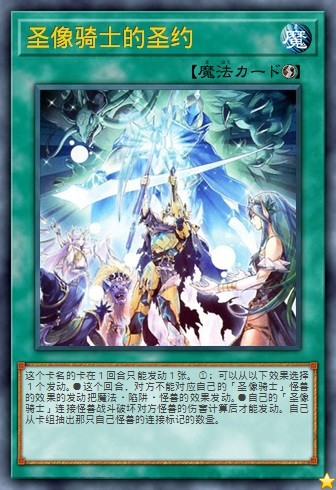 圣像骑士的圣约
魔
【魔法カード】
这个卡名的卡在1回合只能发动1张。①：可以从以下效果选择
1个发动。●这个回合，对方不能对应自己的「圣像骑士」怪兽
的效果的发动把魔法·陷阱·怪兽的效果发动。●自己的「圣像
骑士」连接怪兽战斗破坏对方怪兽的伤害计算后才能发动。自己
从卡组抽出那只自己怪兽的连接标记的数量。